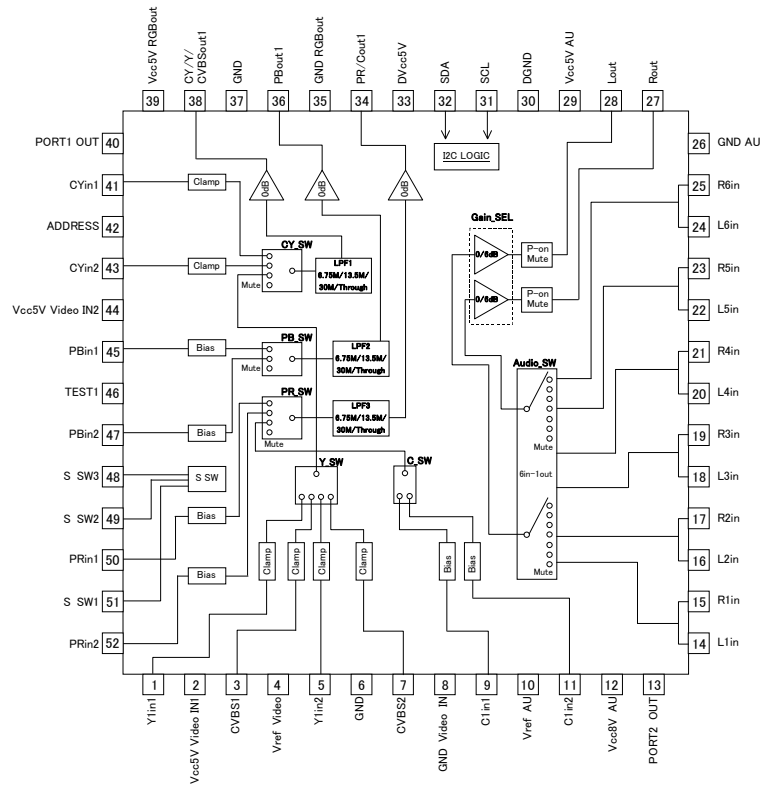 Vcc5V RGBout
CY/Y/
CVBSout1
GND
PBout1
GND RGBout
PR/Cout1
DVcc5V
SDA
SCL
DGND
Vcc5V AU
Lout
Rout
39
38
37
36
35
34
33
32
31
30
29
28
27
PORT1 OUT 40
CYin1 41
ADDRESS 42
CYin2 43
Vcc5V Video IN2 44
PBin1 45
TEST1 46
PBin2 47
S SW3 48
S SW2 49
PRin1 50
S SW1 51
PRin2 52
26 GND AU
25 R6in
24 L6in
23 R5in
22 L5in
21 R4in
20 L4in
19 R3in
18 L3in
17 R2in
16 L2in
15 R1in
14 L1in
I2C LOGIC
0dB
0dB
0dB
Clamp
Clamp
CY_SW
Mute
LPF1
6.75M/13.5M/
30M/Through
Gain_SEL
0/6dB
P-on
Mute
0/6dB
P-on
Mute
Bias
PB_SW
Mute
LPF2
6.75M/13.5M/
30M/Through
Bias
PR_SW
Mute
LPF3
6.75M/13.5M/
30M/Through
Audio_SW
Mute
6in-1out
Mute
S SW
Bias
Bias
Y_SW
C_SW
Clamp
Clamp
Clamp
Clamp
Bias
Bias
1
2
3
4
5
6
7
8
9
10
11
12
13
Y1in1
Vcc5V Video IN1
CVBS1
Vref Video
Y1in2
GND
CVBS2
GND Video IN
C1in1
Vref AU
C1in2
Vcc8V AU
PORT2 OUT